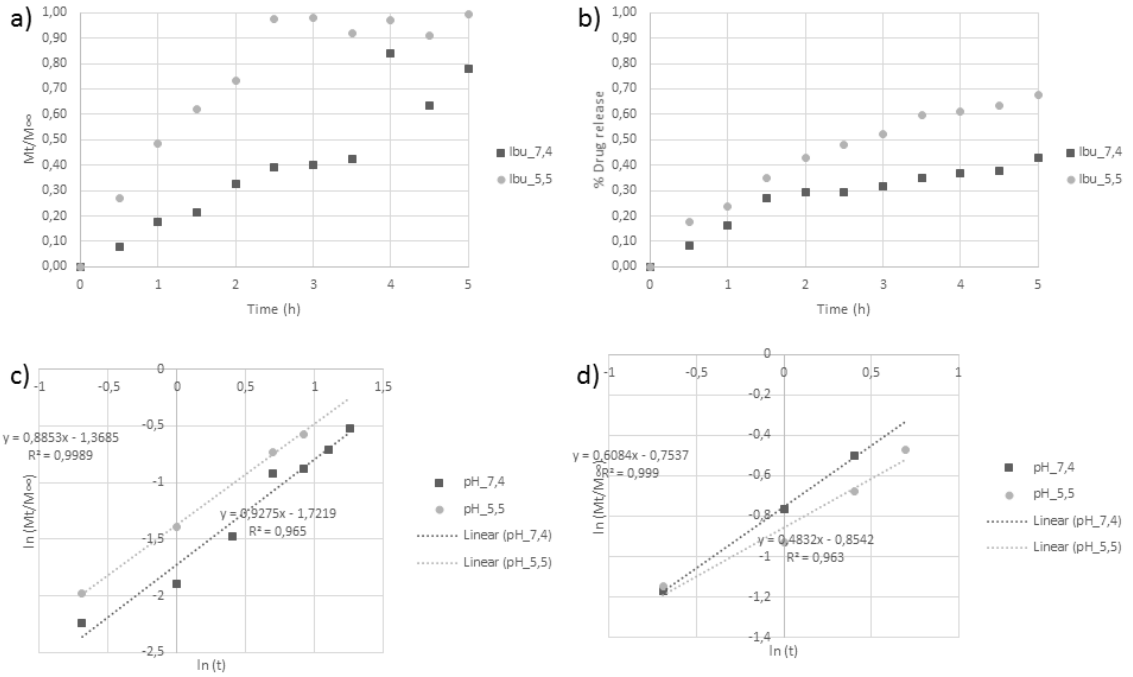 a)
1,00
0,90
0,80
0,70
0,60
0,50
0,40
0,30
0,20
0,10
0,00
Mt/M∞
0 1 2 3 4 5
Time (h)
Ibu_7,4
Ibu_5,5
b)
1,00
0,90
0,80
0,70
0,60
0,50
0,40
0,30
0,20
0,10
0,00
% Drug release
0 1 2 3 4 5
Time (h)
Ibu_7,4
Ibu_5,5
c)
-1 -0,5 0 0,5 1 1,5
0
-0,5
-1
-1,5
-2
-2,5
y = 0,8853x - 1,3685
R² = 0,9989
y = 0,9275x - 1,7219
R² = 0,965
ln (Mt/M∞)
ln (t)
pH_7,4
pH_5,5
Linear (pH_7,4)
Linear (pH_5,5)
d)
-1 -0,5 0 0,5 1
0
-0,2
-0,4
-0,6
-0,8
-1
-1,2
-1,4
y = 0,6084x - 0,7537
R² = 0,999
y = 0,4832x - 0,8542
R² = 0,963
ln (Mt/M∞)
ln (t)
pH_7,4
pH_5,5
Linear (pH_7,4)
Linear (pH_5,5)